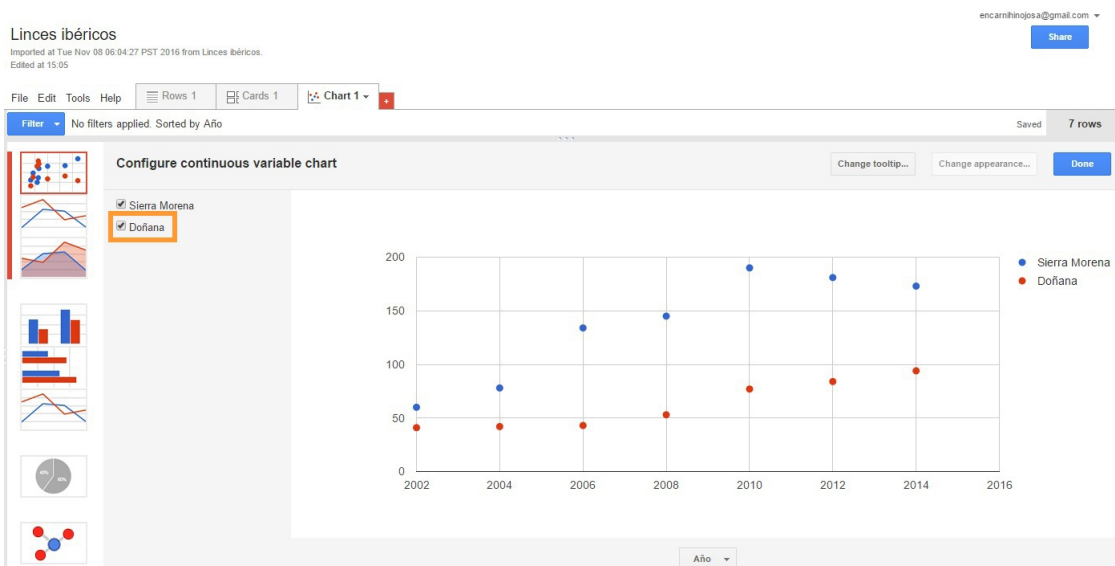 encarnihinojosa@gmail.com
Linces ibéricos
Share
Imported at Tue Nov 08 06:04:27 PST 2016 from Linces ibéricos.
Edited at 15:05
File Edit Tools Help Rows 1 Cards 1 Chart 1 +
Filter No filters applied. Sorted by Año Saved 7 rows
Configure continuous variable chart Change tooltip... Change appearance... Done
Sierra Morena
Doñana
200
150
100
50
0
2002 2004 2006 2008 2010 2012 2014 2016
Sierra Morena
Doñana
Año